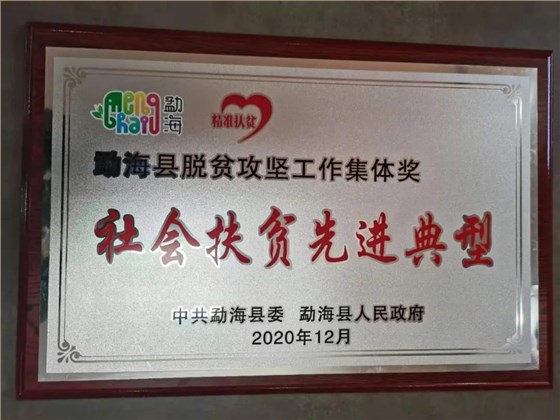 meng hai 勐海
精准扶贫
勐海县脱贫攻坚工作集体奖
社会扶贫先进典型
中共勐海县委 勐海县人民政府
2020年12月